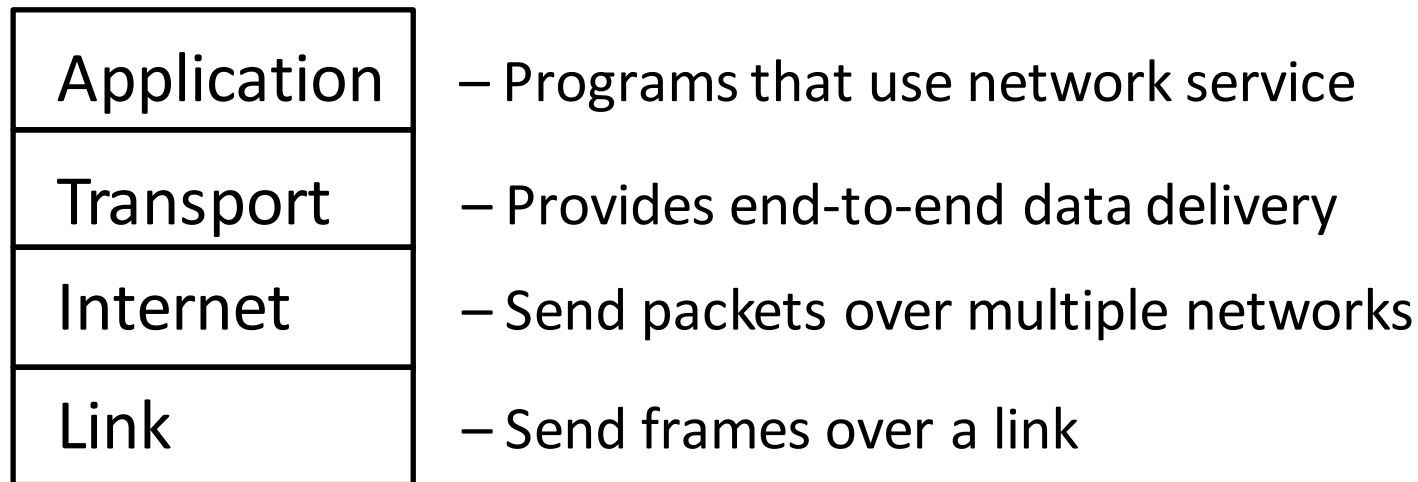 Application – Programs that use network service
Transport – Provides end-to-end data delivery
Internet – Send packets over multiple networks
Link – Send frames over a link